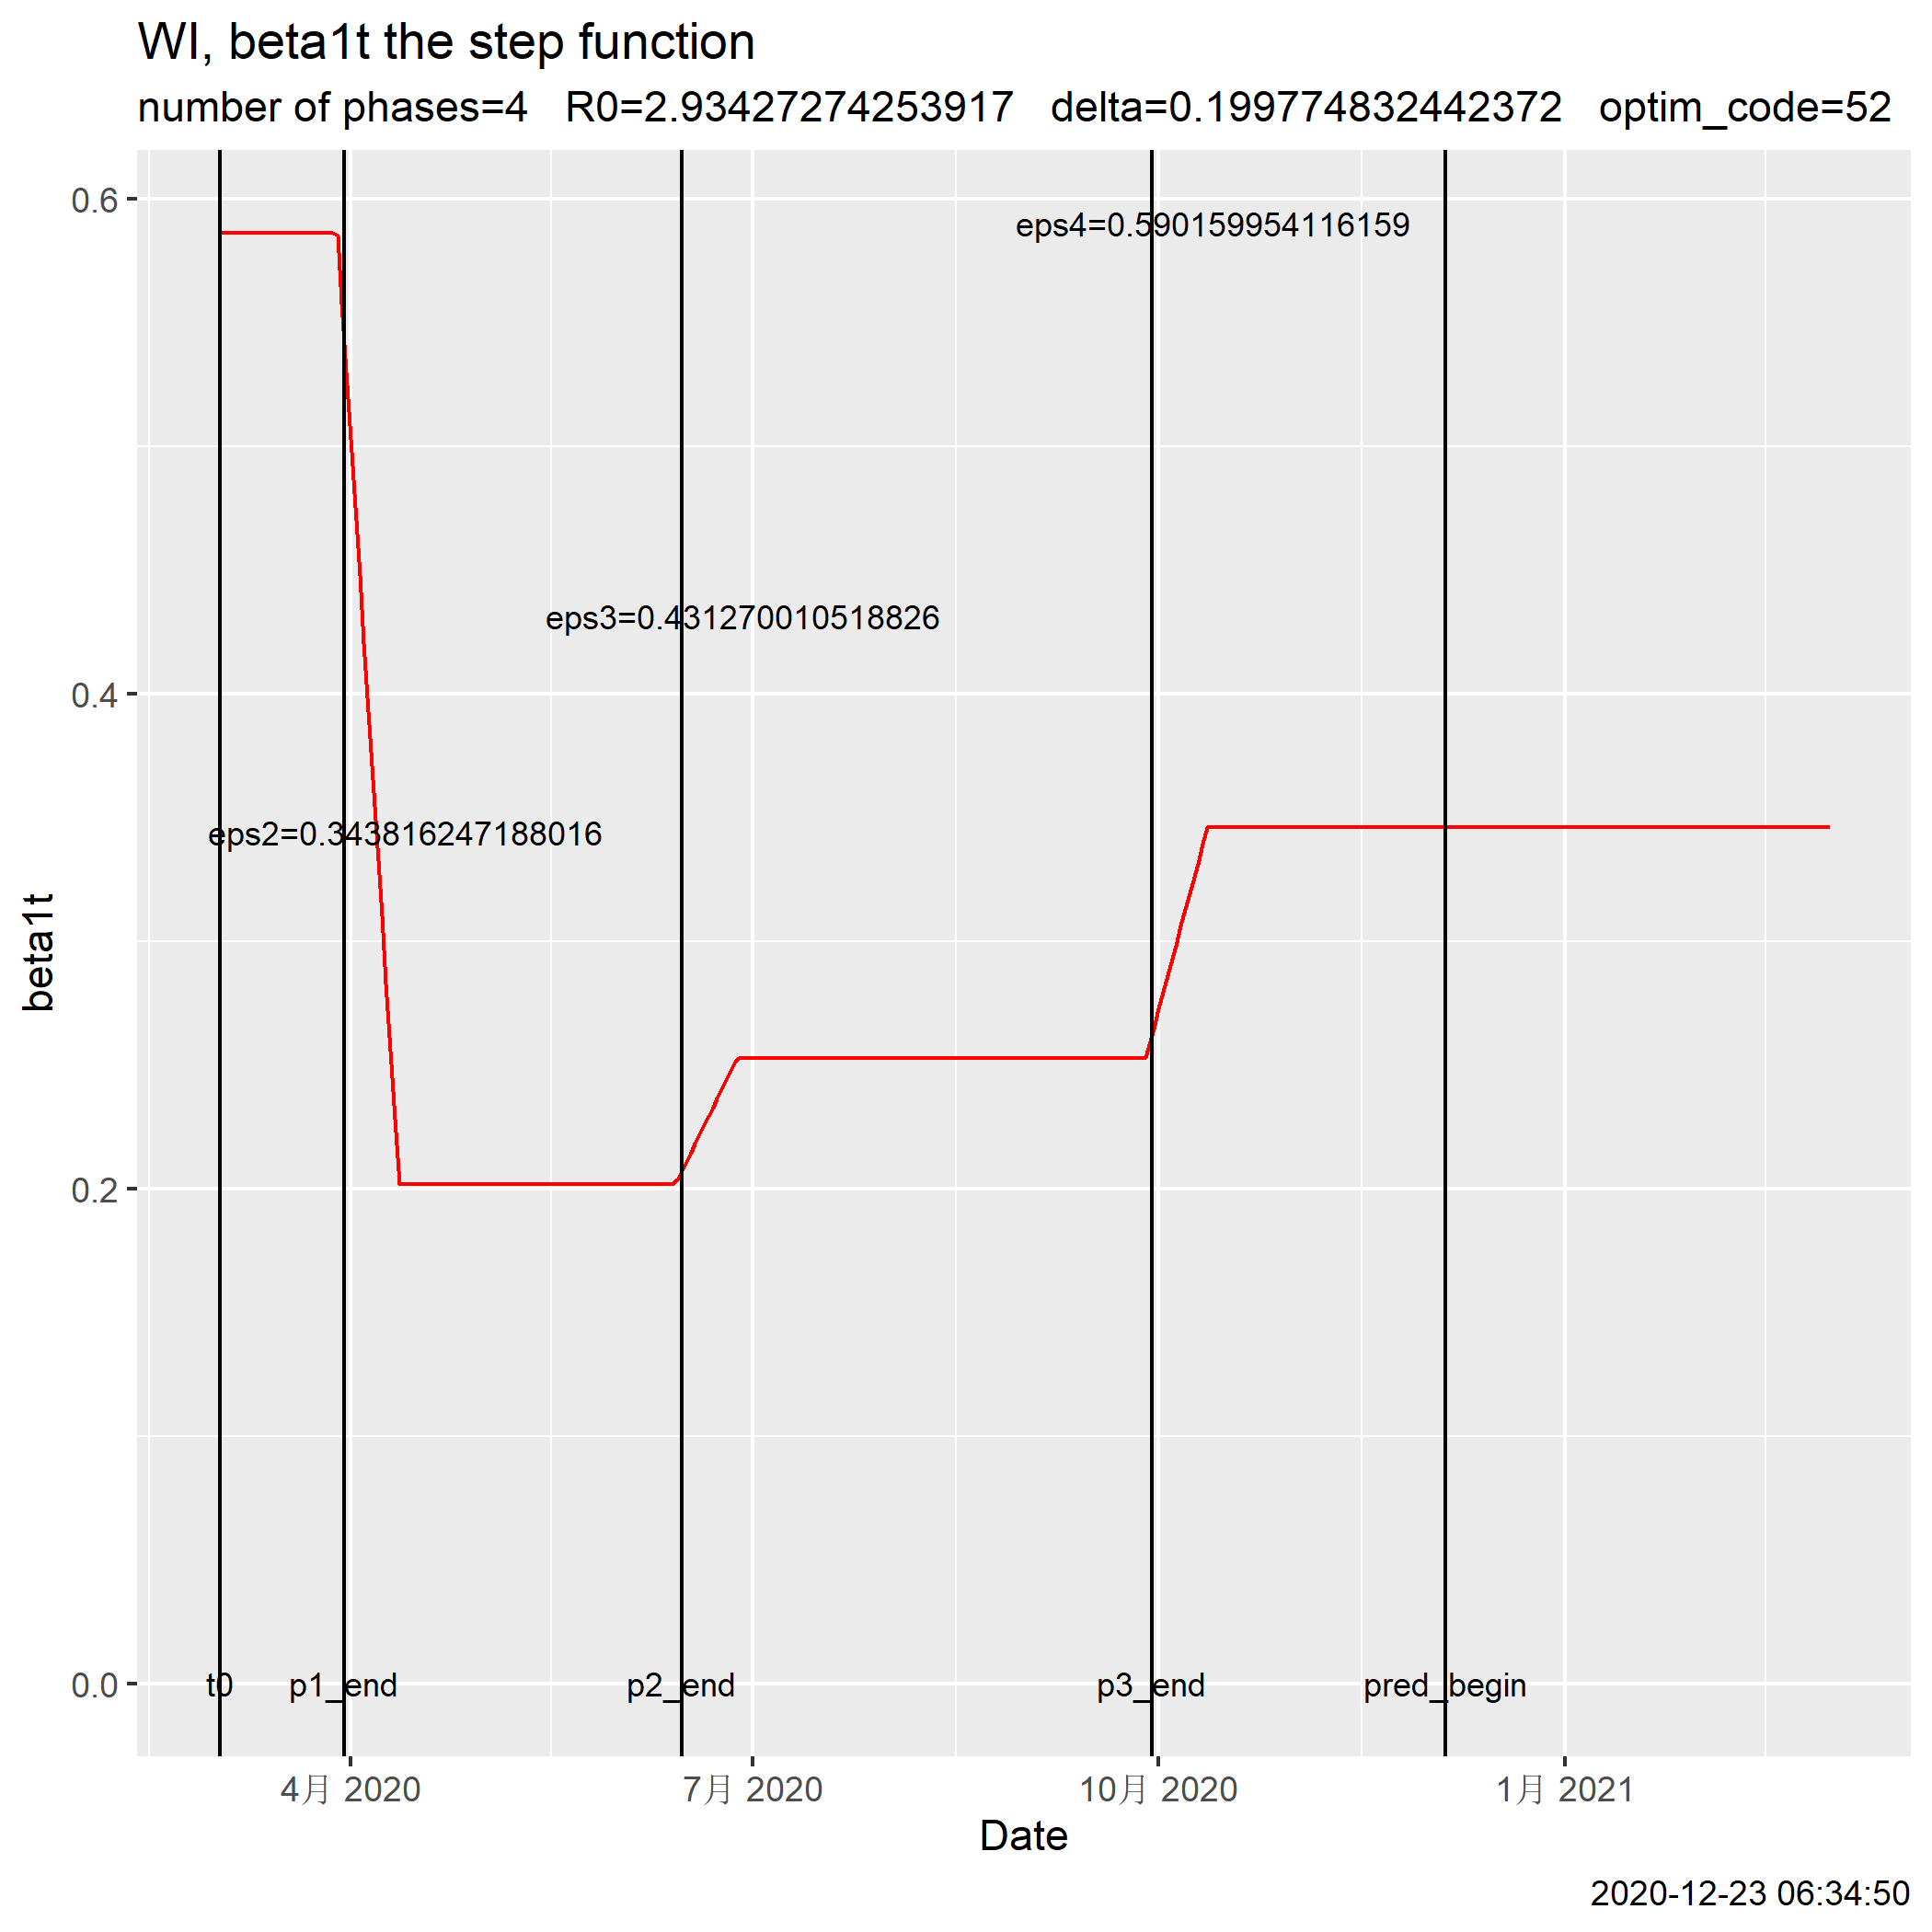 WI, beta1t the step function
number of phases=4   R0=2.93427274253917   delta=0.199774832442372   optim_code=52
0.6
eps4=0.590159954116159
eps3=0.431270010518826
0.4
eps2=0.343816247188016
beta1t
0.2
0.0
t0
p1_end
p2_end
p3_end
pred_begin
4月 2020
7月 2020
10月 2020
1月 2021
Date
2020-12-23 06:34:50